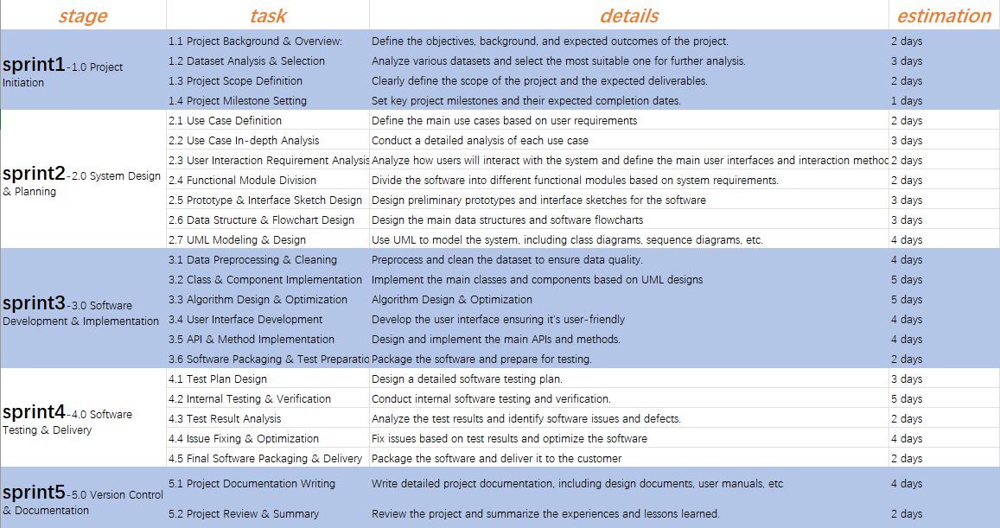 stage task details estimation
sprint1-1.0 Project
Initiation
1.1 Project Background & Overview: Define the objectives, background, and expected outcomes of the project. 2 days
1.2 Dataset Analysis & Selection Analyze various datasets and select the most suitable one for further analysis. 3 days
1.3 Project Scope Definition Clearly define the scope of the project and the expected deliverables. 2 days
1.4 Project Milestone Setting Set key project milestones and their expected completion dates. 1 days
sprint2-2.0 System Design
& Planning
2.1 Use Case Definition Define the main use cases based on user requirements 2 days
2.2 Use Case In-depth Analysis Conduct a detailed analysis of each use case 3 days
2.3 User Interaction Requirement Analysis Analyze how users will interact with the system and define the main user interfaces and interaction methoc 2 days
2.4 Functional Module Division Divide the software into different functional modules based on system requirements. 2 days
2.5 Prototype & Interface Sketch Design Design preliminary prototypes and interface sketches for the software 3 days
2.6 Data Structure & Flowchart Design Design the main data structures and software flowcharts 3 days
2.7 UML Modeling & Design Use UML to model the system, including class diagrams, sequence diagrams, etc. 4 days
sprint3-3.0 Software
Development & Implementation
3.1 Data Preprocessing & Cleaning Preprocess and clean the dataset to ensure data quality. 4 days
3.2 Class & Component Implementation Implement the main classes and components based on UML designs 5 days
3.3 Algorithm Design & Optimization Algorithm Design & Optimization 5 days
3.4 User Interface Development Develop the user interface ensuring it's user-friendly 4 days
3.5 API & Method Implementation Design and implement the main APIs and methods. 4 days
3.6 Software Packaging & Test Preparatic Package the software and prepare for testing. 2 days
sprint4-4.0 Software
Testing & Delivery
4.1 Test Plan Design Design a detailed software testing plan. 3 days
4.2 Internal Testing & Verification Conduct internal software testing and verification. 5 days
4.3 Test Result Analysis Analyze the test results and identify software issues and defects. 2 days
4.4 Issue Fixing & Optimization Fix issues based on test results and optimize the software 4 days
4.5 Final Software Packaging & Delivery Package the software and deliver it to the customer 2 days
sprint5-5.0 Version Control
& Documentation
5.1 Project Documentation Writing Write detailed project documentation, including design documents, user manuals, etc 4 days
5.2 Project Review & Summary Review the project and summarize the experiences and lessons learned. 2 days